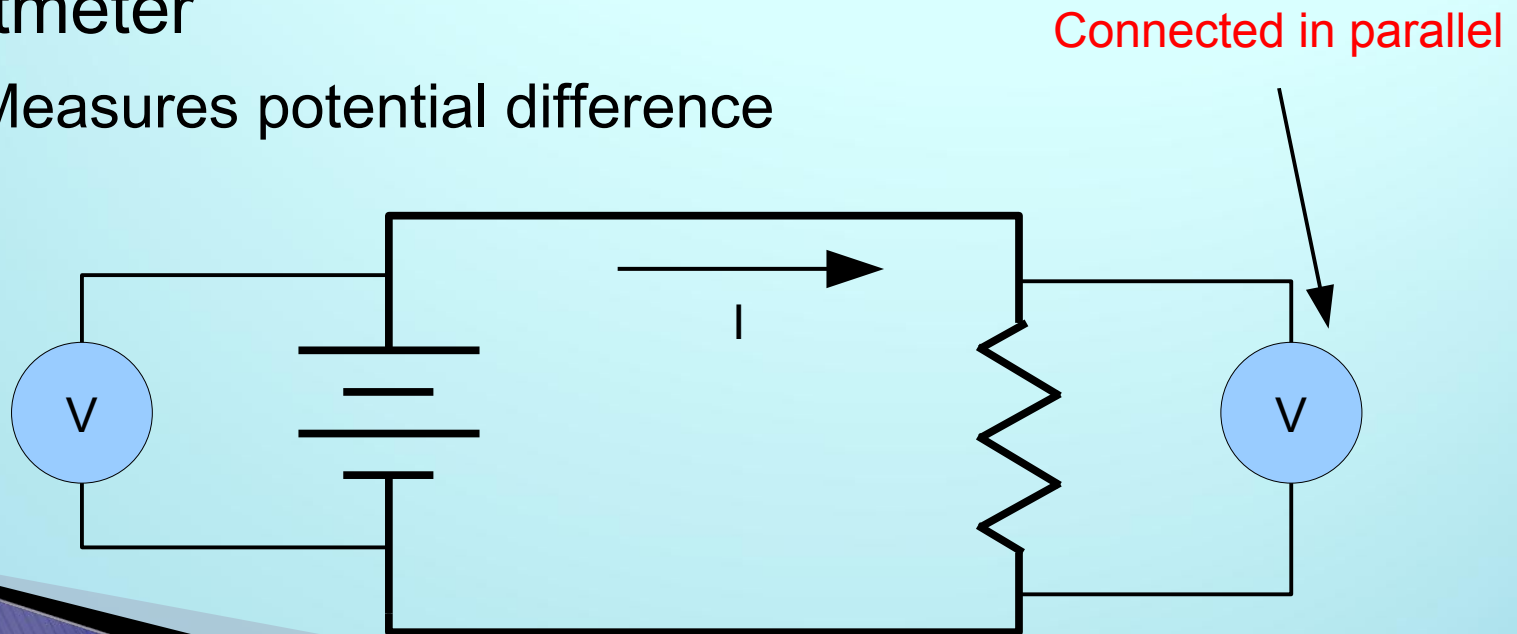 tmeter
Measures potential difference
Connected in parallel
I
V
V